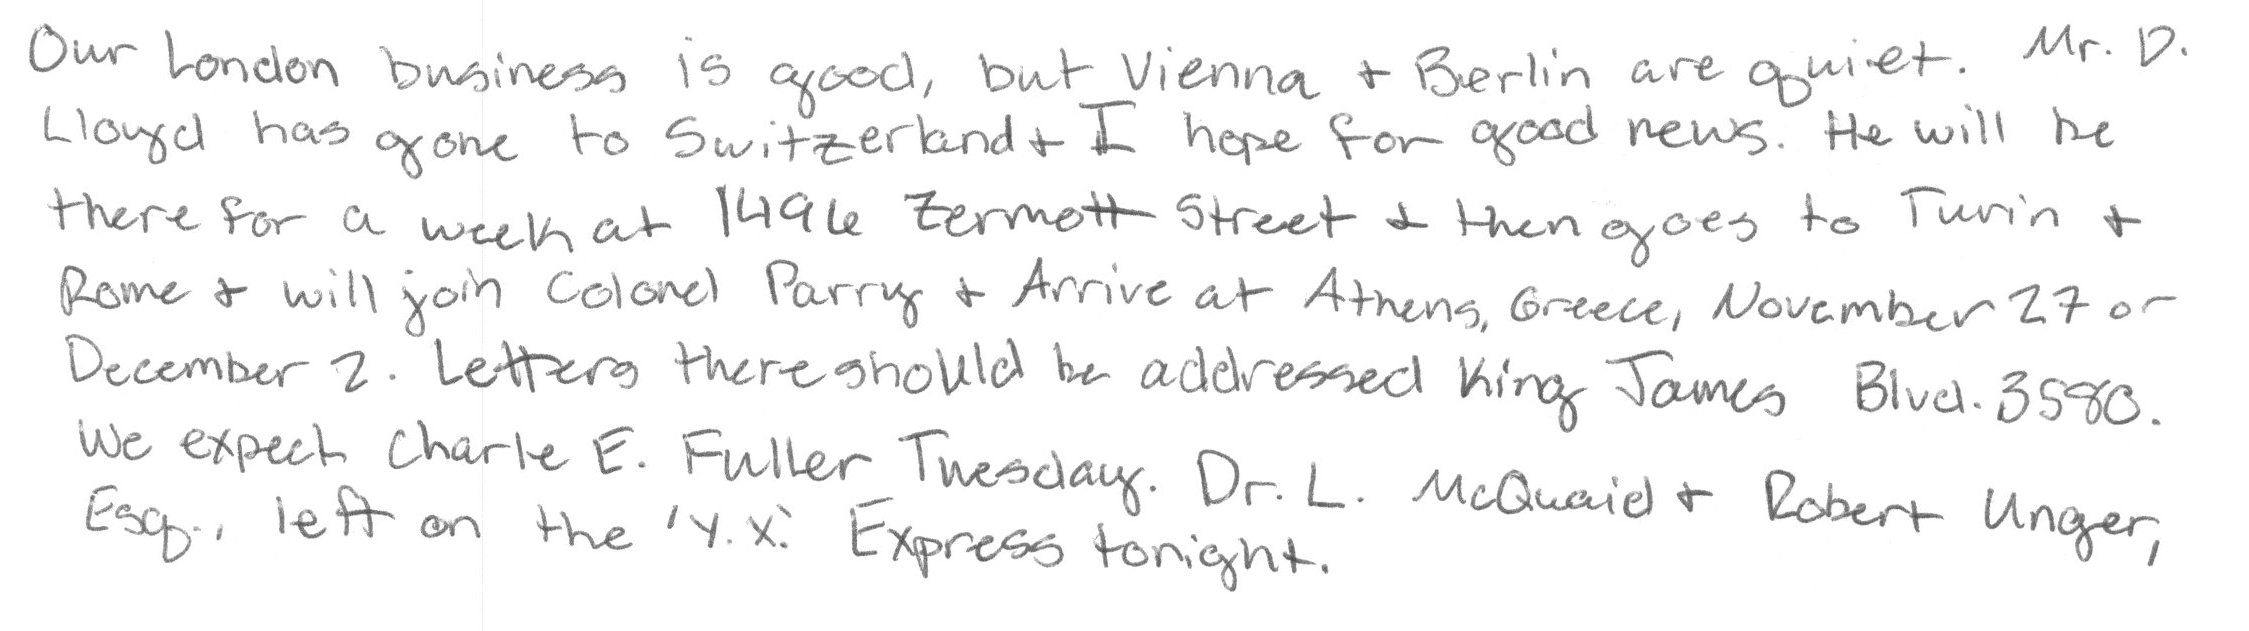 Our London business is good, but Vienna + Berlin are quiet. Mr. D.
Lloyd has gone to Switzerland + I hope for good news. He will be
there for a week at 1496 Zermott Street + then goes to Turin +
Rome + will join Colonel Parry + Arrive at Athens, Greece, November 27 or
December 2. Letters there should be addressed King James Blvd. 3580.
We expect Charle E. Fuller Tuesday. Dr. L. McQuaid + Robert Unger,
Esq., left on the 'Y.X.' Express tonight.